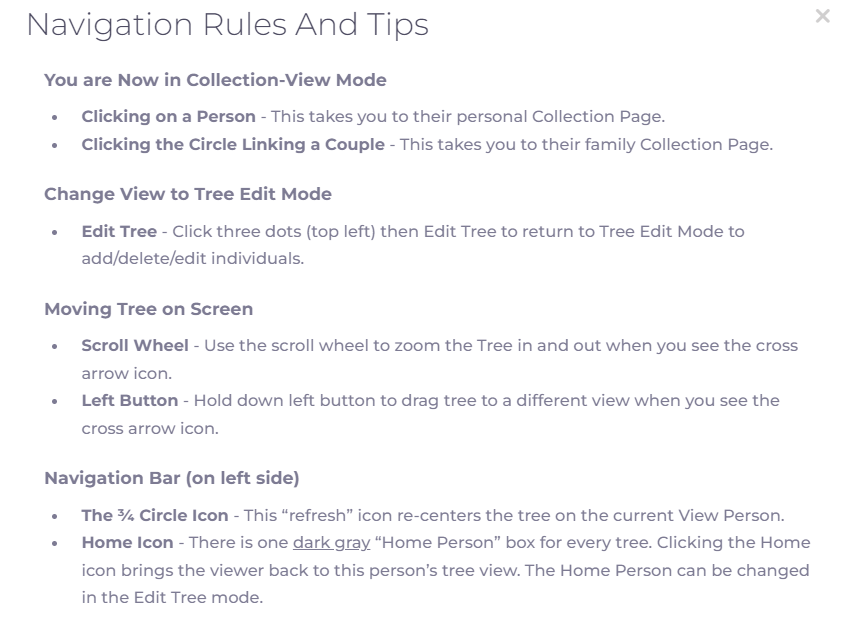 Navigation Rules And Tips
×
You are Now in Collection-View Mode
• Clicking on a Person - This takes you to their personal Collection Page.
• Clicking the Circle Linking a Couple - This takes you to their family Collection Page.
Change View to Tree Edit Mode
• Edit Tree - Click three dots (top left) then Edit Tree to return to Tree Edit Mode to
add/delete/edit individuals.
Moving Tree on Screen
• Scroll Wheel - Use the scroll wheel to zoom the Tree in and out when you see the cross
arrow icon.
• Left Button - Hold down left button to drag tree to a different view when you see the
cross arrow icon.
Navigation Bar (on left side)
• The ¾ Circle Icon - This “refresh” icon re-centers the tree on the current View Person.
• Home Icon - There is one dark gray “Home Person” box for every tree. Clicking the Home
icon brings the viewer back to this person’s tree view. The Home Person can be changed
in the Edit Tree mode.